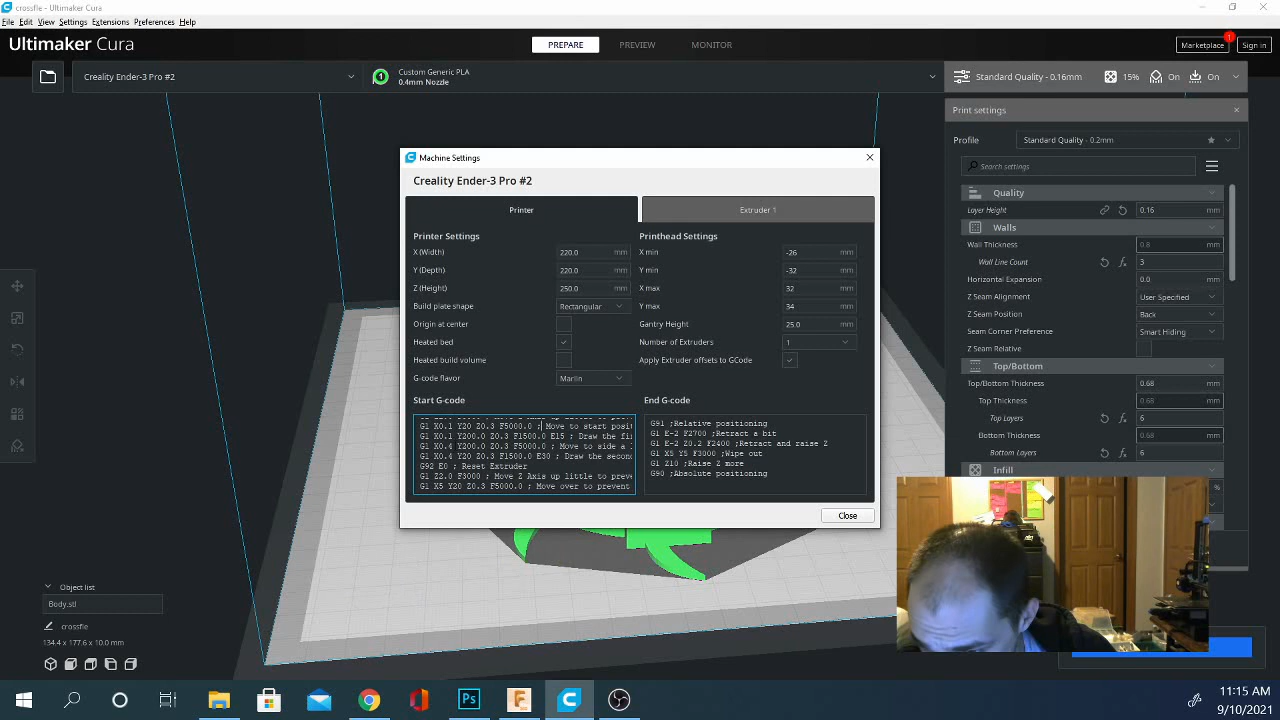 crossfle - Ultimaker Cura
File Edit View Settings Extensions Preferences Help
Ultimaker Cura
PREPARE
PREVIEW
MONITOR
Marketplace
1
Sign in
Creality Ender-3 Pro #2
1
Custom Generic PLA
0.4mm Nozzle
Standard Quality - 0.16mm
15%
On
On
Print settings
Profile
Standard Quality - 0.2mm
Search settings
Quality
Layer Height
0.16 mm
Walls
Wall Thickness
0.8 mm
Wall Line Count
3
Horizontal Expansion
0.0 mm
Z Seam Alignment
User Specified
Z Seam Position
Back
Seam Corner Preference
Smart Hiding
Z Seam Relative
Top/Bottom
Top/Bottom Thickness
0.68 mm
Top Thickness
0.68 mm
Top Layers
6
Bottom Thickness
0.68 mm
Bottom Layers
6
Infill
%
Machine Settings
Creality Ender-3 Pro #2
Printer
Extruder 1
Printer Settings
X (Width)
220.0 mm
Y (Depth)
220.0 mm
Z (Height)
250.0 mm
Build plate shape
Rectangular
Origin at center
Heated bed
Heated build volume
G-code flavor
Marlin
Printhead Settings
X min
-26 mm
Y min
-32 mm
X max
32 mm
Y max
34 mm
Gantry Height
25.0 mm
Number of Extruders
1
Apply Extruder offsets to GCode
Start G-code
G1 X0.1 Y20 Z0.3 F5000.0 ; Move to start posit
G1 X0.1 Y200.0 Z0.3 F1500.0 E15 ; Draw the fi
G1 X0.4 Y200.0 Z0.3 F5000.0 ; Move to side a
G1 X0.4 Y20 Z0.3 F1500.0 E30 ; Draw the secon
G92 E0 ; Reset Extruder
G1 Z2.0 F3000 ; Move Z Axis up little to preve
G1 X5 Y20 Z0.3 F5000.0 ; Move over to prevent
End G-code
G91 ;Relative positioning
G1 E-2 F2700 ;Retract a bit
G1 E-2 Z0.2 F2400 ;Retract and raise Z
G1 X5 Y5 F3000 ;Wipe out
G1 Z10 ;Raise Z more
G90 ;Absolute positioning
Close
Object list
Body.stl
crossfle
134.4 x 177.6 x 10.0 mm
Ps
11:15 AM
9/10/2021